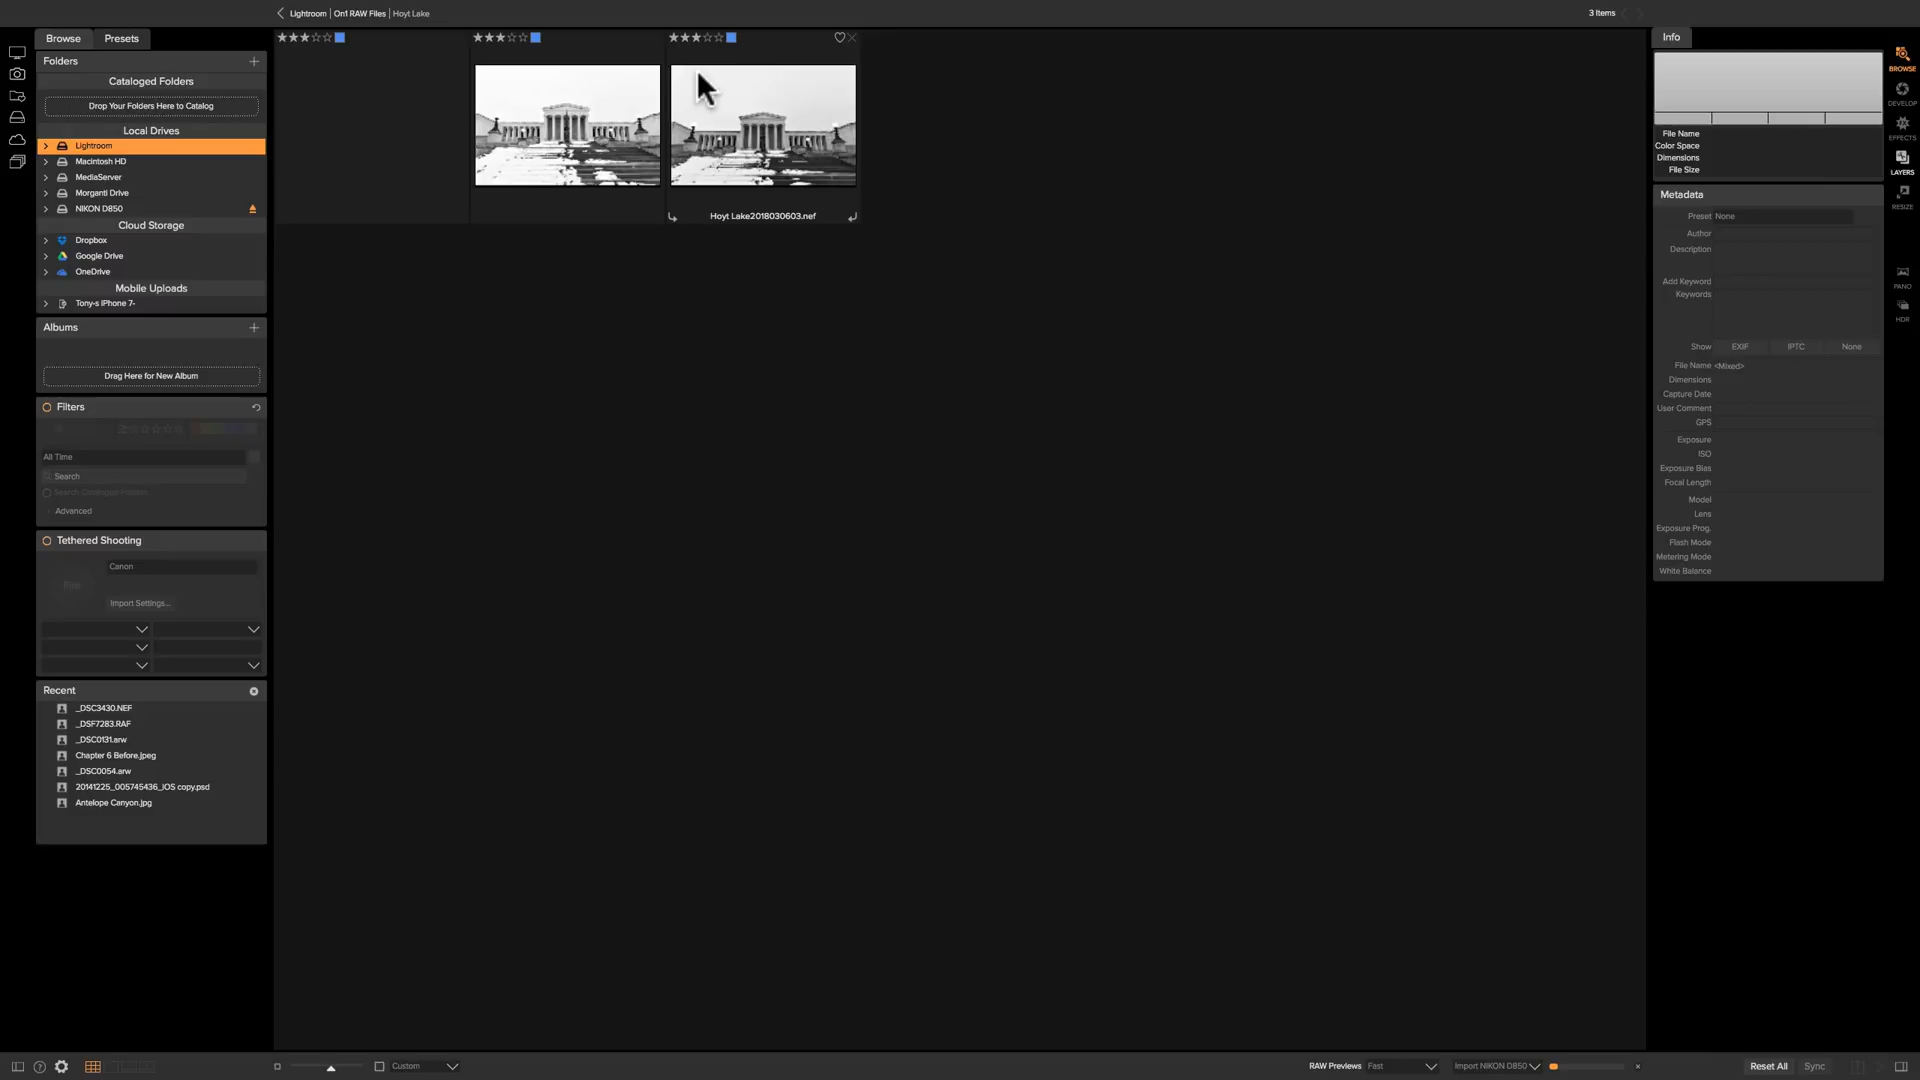 Lightroom | On1 RAW Files | Hoyt Lake
3 Items
Browse
Presets
Folders
Cataloged Folders
Drop Your Folders Here to Catalog
Local Drives
Lightroom
Macintosh HD
MediaServer
Morganti Drive
NIKON D850
Cloud Storage
Dropbox
Google Drive
OneDrive
Mobile Uploads
Tony-s iPhone 7-
Albums
Drag Here for New Album
Filters
All Time
Search
Search Cataloged Folders
Advanced
Tethered Shooting
Canon
Fire
Import Settings...
Recent
_DSC3430.NEF
_DSF7283.RAF
_DSC0131.arw
Chapter 6 Before.jpeg
_DSC0054.arw
20141225_005745436_iOS copy.psd
Antelope Canyon.jpg
Hoyt Lake2018030603.nef
Info
File Name
Color Space
Dimensions
File Size
Metadata
Preset None
Author
Description
Add Keyword
Keywords
Show EXIF IPTC None
File Name <Mixed>
Dimensions
Capture Date
User Comment
GPS
Exposure
ISO
Exposure Bias
Focal Length
Model
Lens
Exposure Prog.
Flash Mode
Metering Mode
White Balance
BROWSE
DEVELOP
EFFECTS
LAYERS
RESIZE
PANO
HDR
Custom
RAW Previews Fast
Import NIKON D850
Reset All
Sync